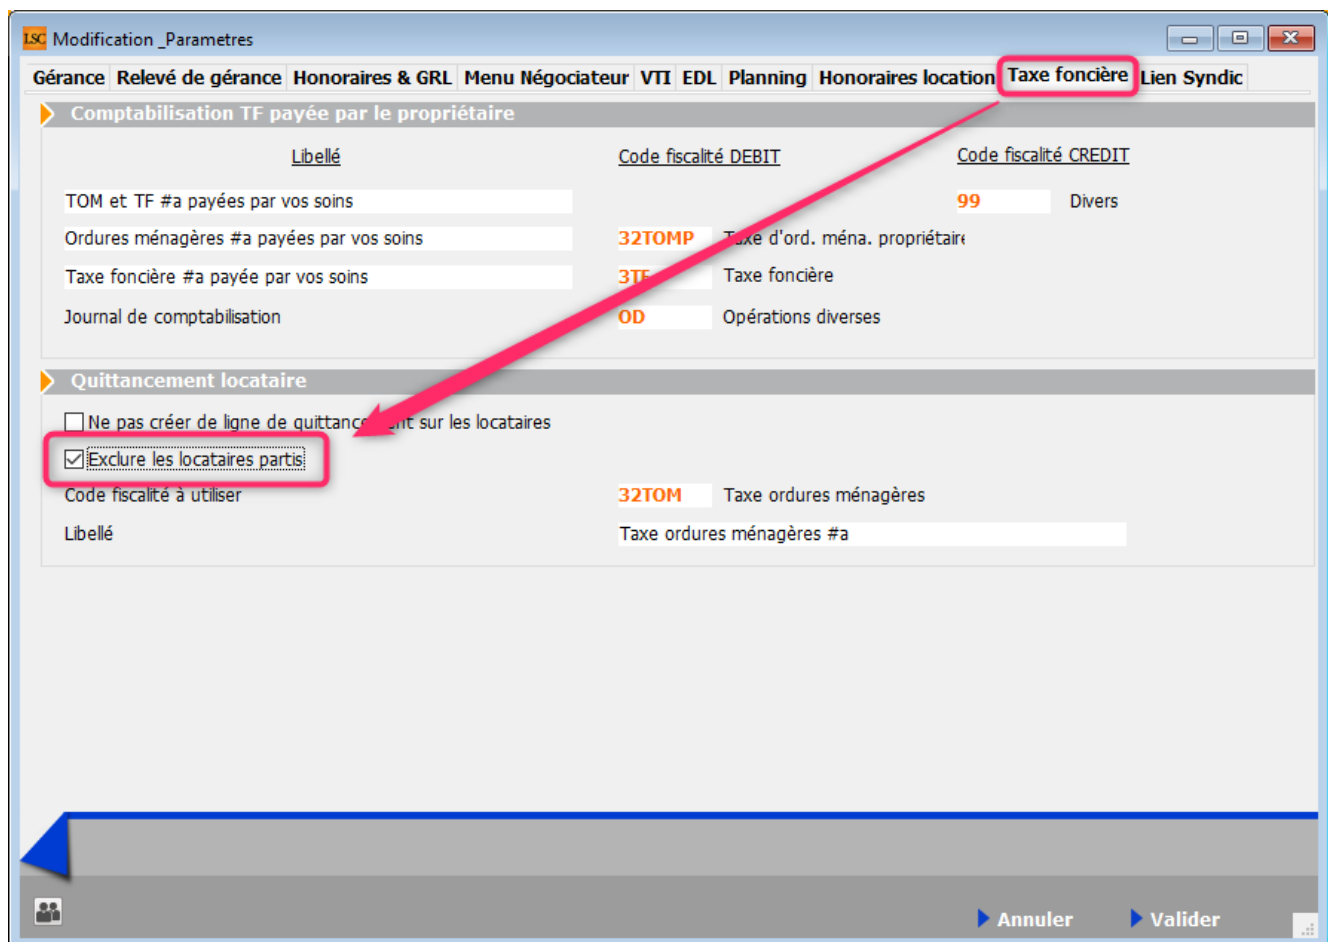 LSC Modification _Parametres
Gérance Relevé de gérance Honoraires & GRL Menu Négociateur VTI EDL Planning Honoraires location Taxe foncière Lien Syndic
Comptabilisation TF payée par le propriétaire
Libellé Code fiscalité DEBIT Code fiscalité CREDIT
TOM et TF #a payées par vos soins 99 Divers
Ordures ménagères #a payées par vos soins 32TOMP Taxe d'ord. ména. propriétaire
Taxe foncière #a payée par vos soins 3TF Taxe foncière
Journal de comptabilisation OD Opérations diverses
Quittancement locataire
Ne pas créer de ligne de quittancement sur les locataires
Exclure les locataires partis
Code fiscalité à utiliser 32TOM Taxe ordures ménagères
Libellé Taxe ordures ménagères #a
Annuler Valider